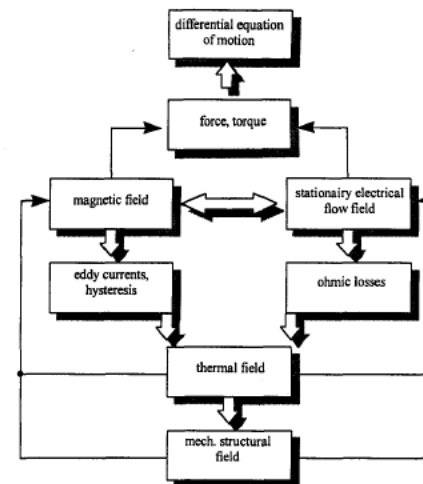 differential equation
of motion
force, torque
magnetic field
stationairy electrical
flow field
eddy currents,
hysteresis
ohmic losses
thermal field
mech. structural
field